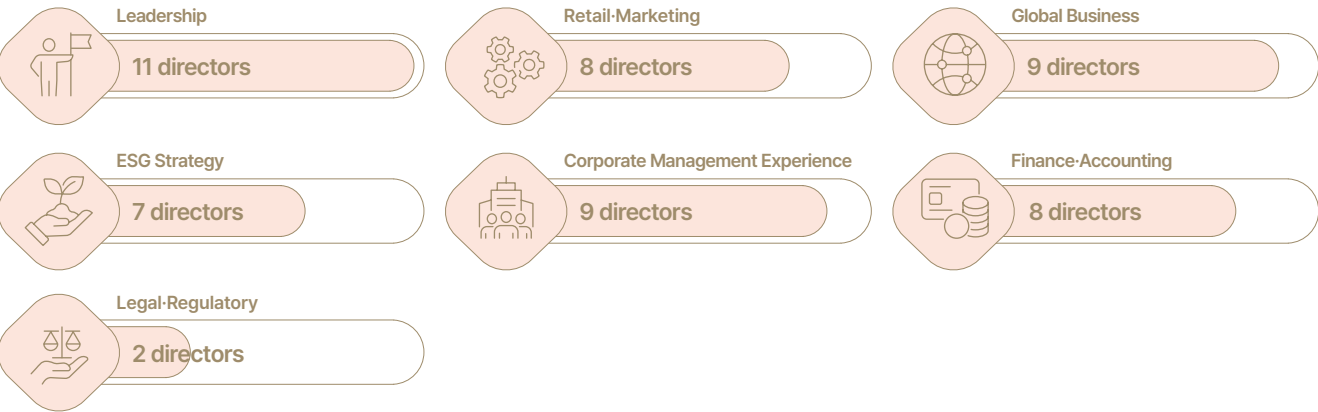 Leadership
11 directors
Retail·Marketing
8 directors
Global Business
9 directors
ESG Strategy
7 directors
Corporate Management Experience
9 directors
Finance·Accounting
8 directors
Legal·Regulatory
2 directors